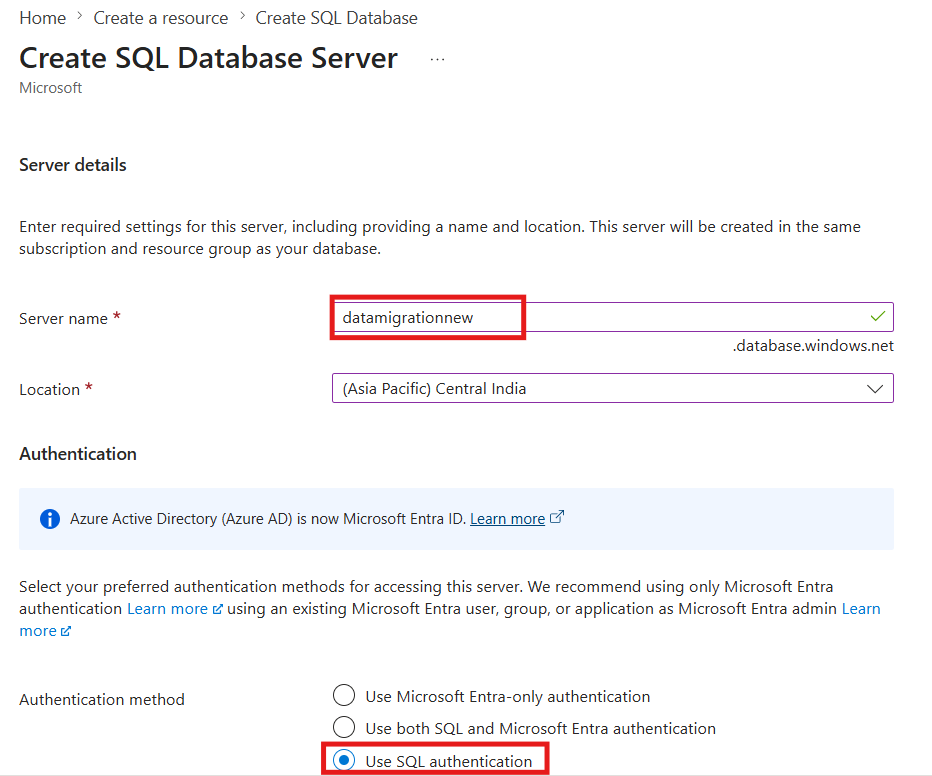 Home > Create a resource > Create SQL Database
Create SQL Database Server ...
Microsoft
Server details
Enter required settings for this server, including providing a name and location. This server will be created in the same
subscription and resource group as your database.
Server name * datamigrationnew
.database.windows.net
Location * (Asia Pacific) Central India
Authentication
Azure Active Directory (Azure AD) is now Microsoft Entra ID. Learn more
Select your preferred authentication methods for accessing this server. We recommend using only Microsoft Entra
authentication Learn more using an existing Microsoft Entra user, group, or application as Microsoft Entra admin Learn
more
Authentication method Use Microsoft Entra-only authentication
Use both SQL and Microsoft Entra authentication
Use SQL authentication